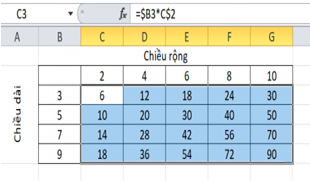 C3 fx =$B3*C$2
A B C D E F G
Chiều rộng
2 4 6 8 10
3 6 12 18 24 30
5 10 20 30 40 50
7 14 28 42 56 70
9 18 36 54 72 90
Chiều dài